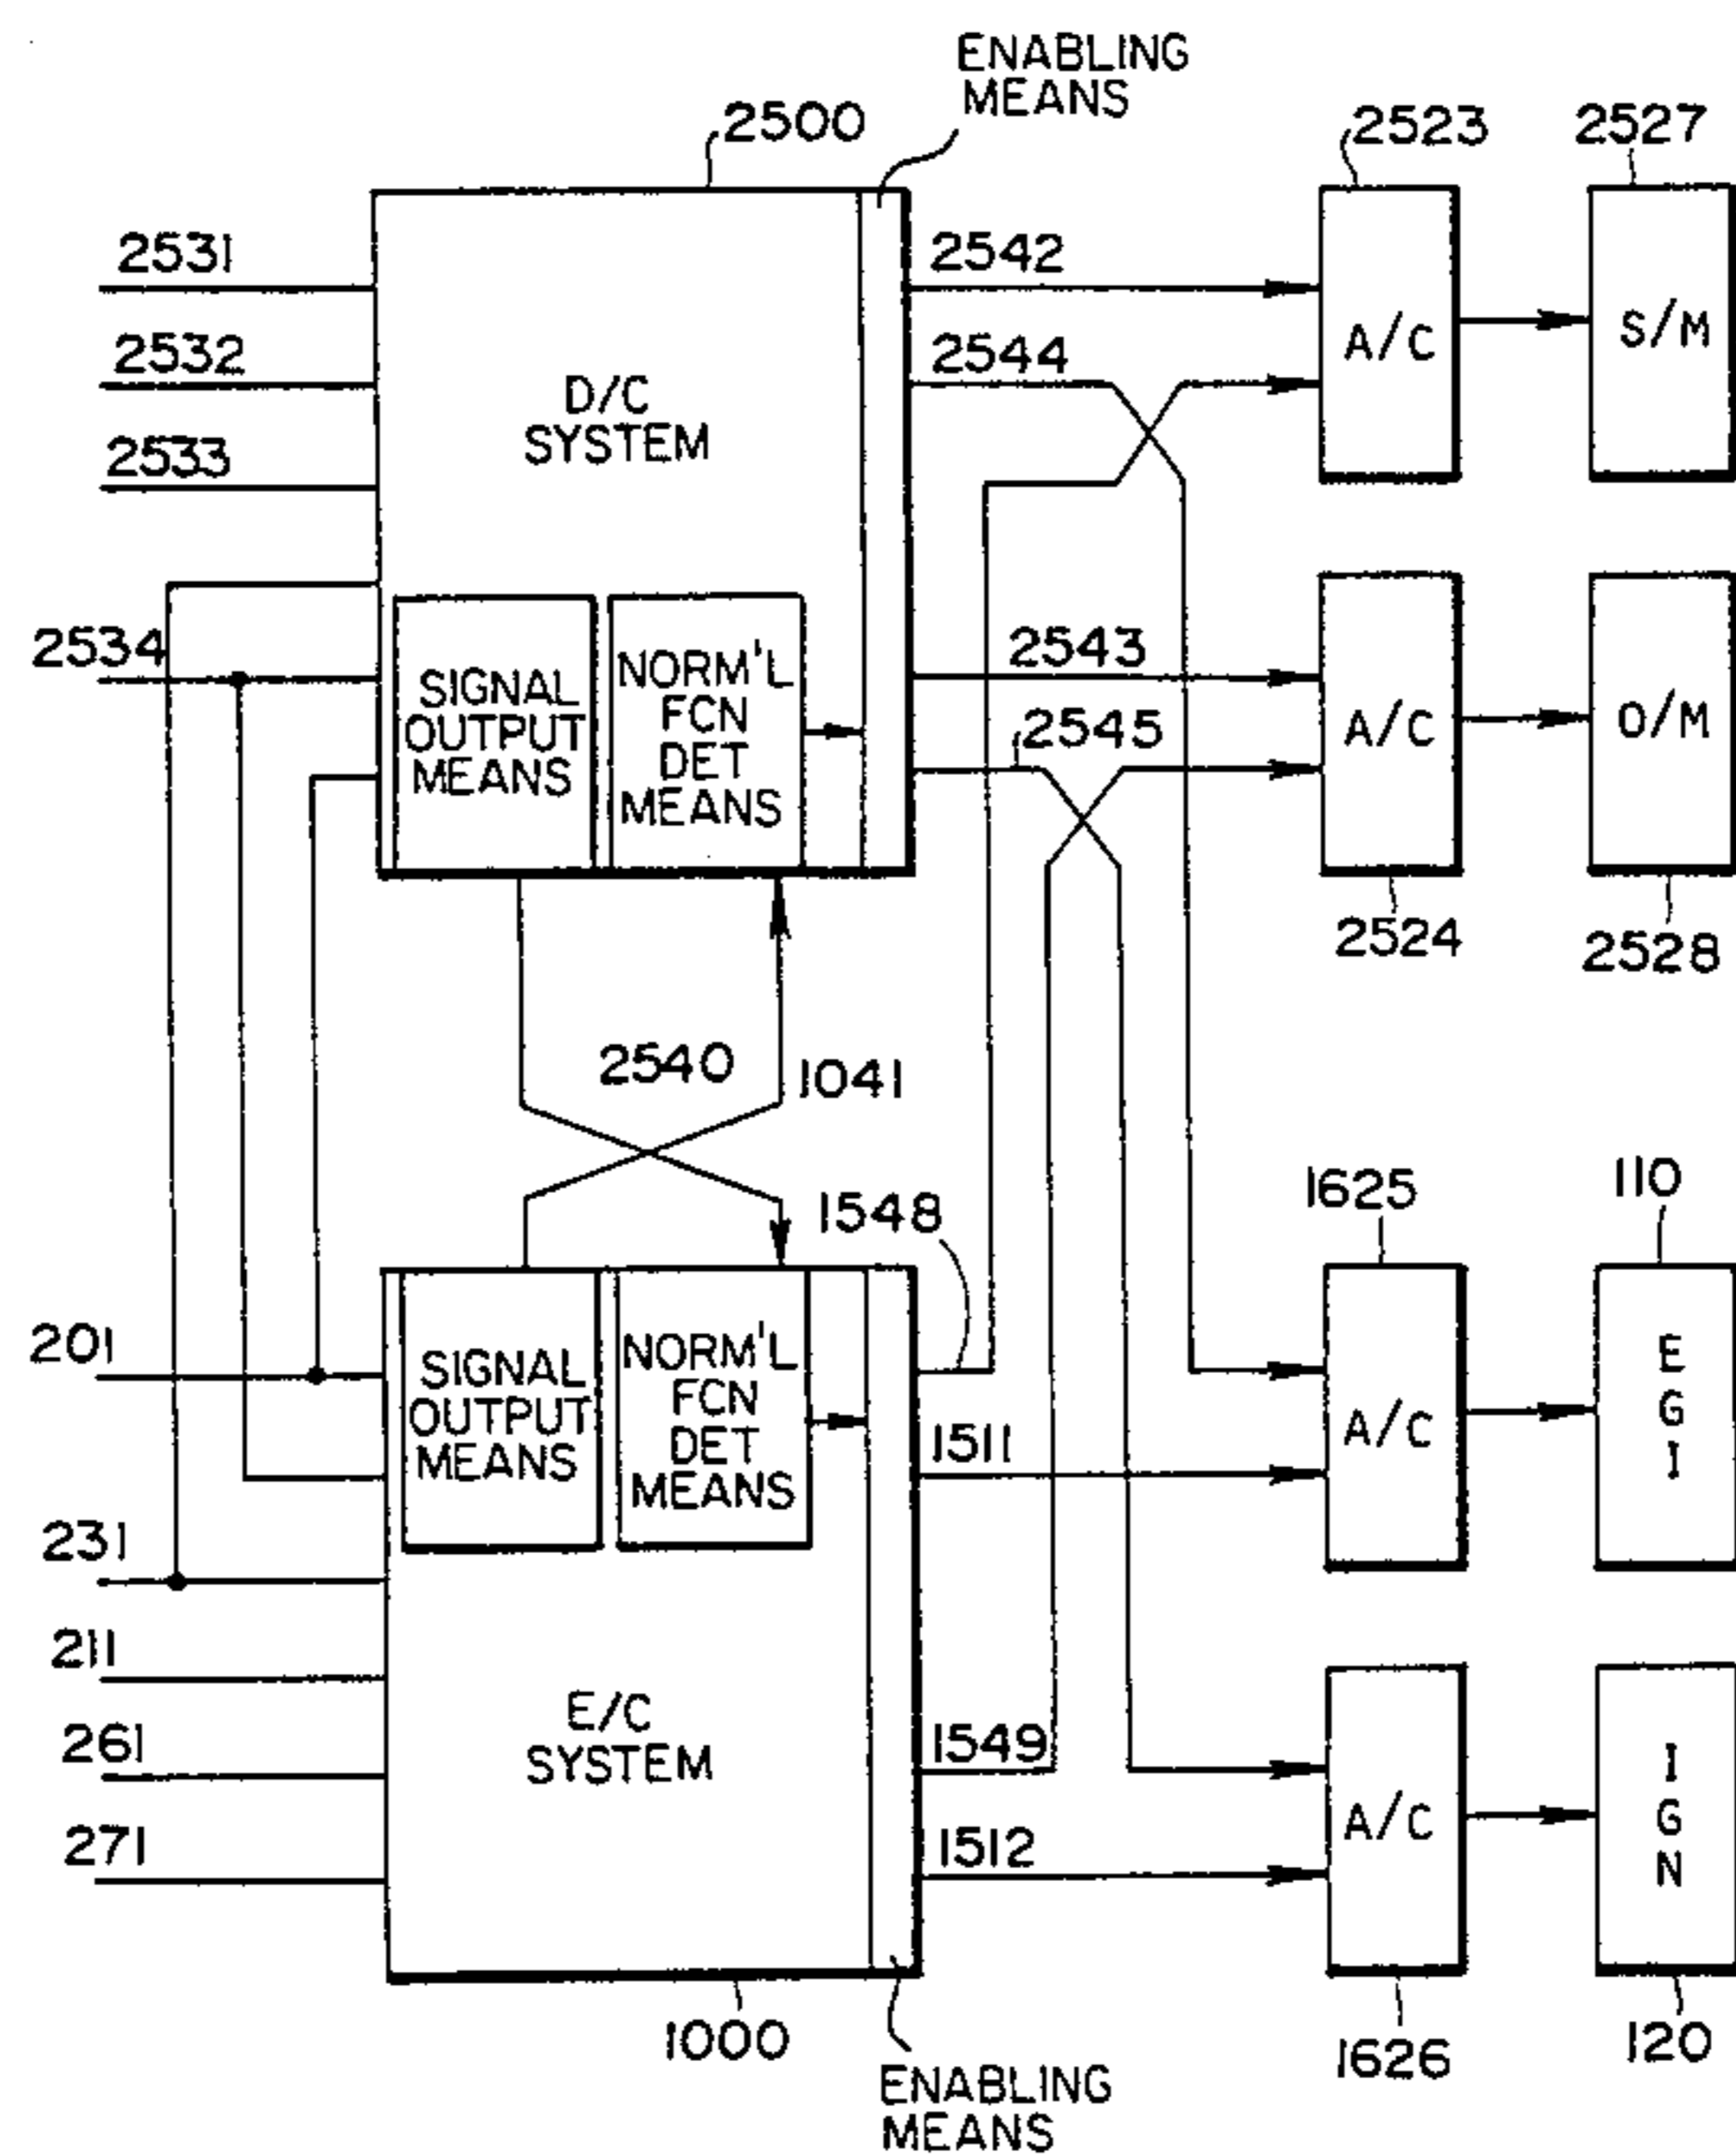 ENABLING
MEANS
2500
2523
2527
2531
2542
2532
2544
A/C
S/M
D/C
SYSTEM
2533
2534
2543
SIGNAL
OUTPUT
MEANS
NORM'L
FCN
DET
MEANS
2545
A/C
O/M
2524
2528
2540
1041
1548
1625
110
201
SIGNAL
OUTPUT
MEANS
NORM'L
FCN
DET
MEANS
1511
A/C
E
G
I
231
211
261
E/C
SYSTEM
1549
271
1512
A/C
I
G
N
1000
1626
120
ENABLING
MEANS